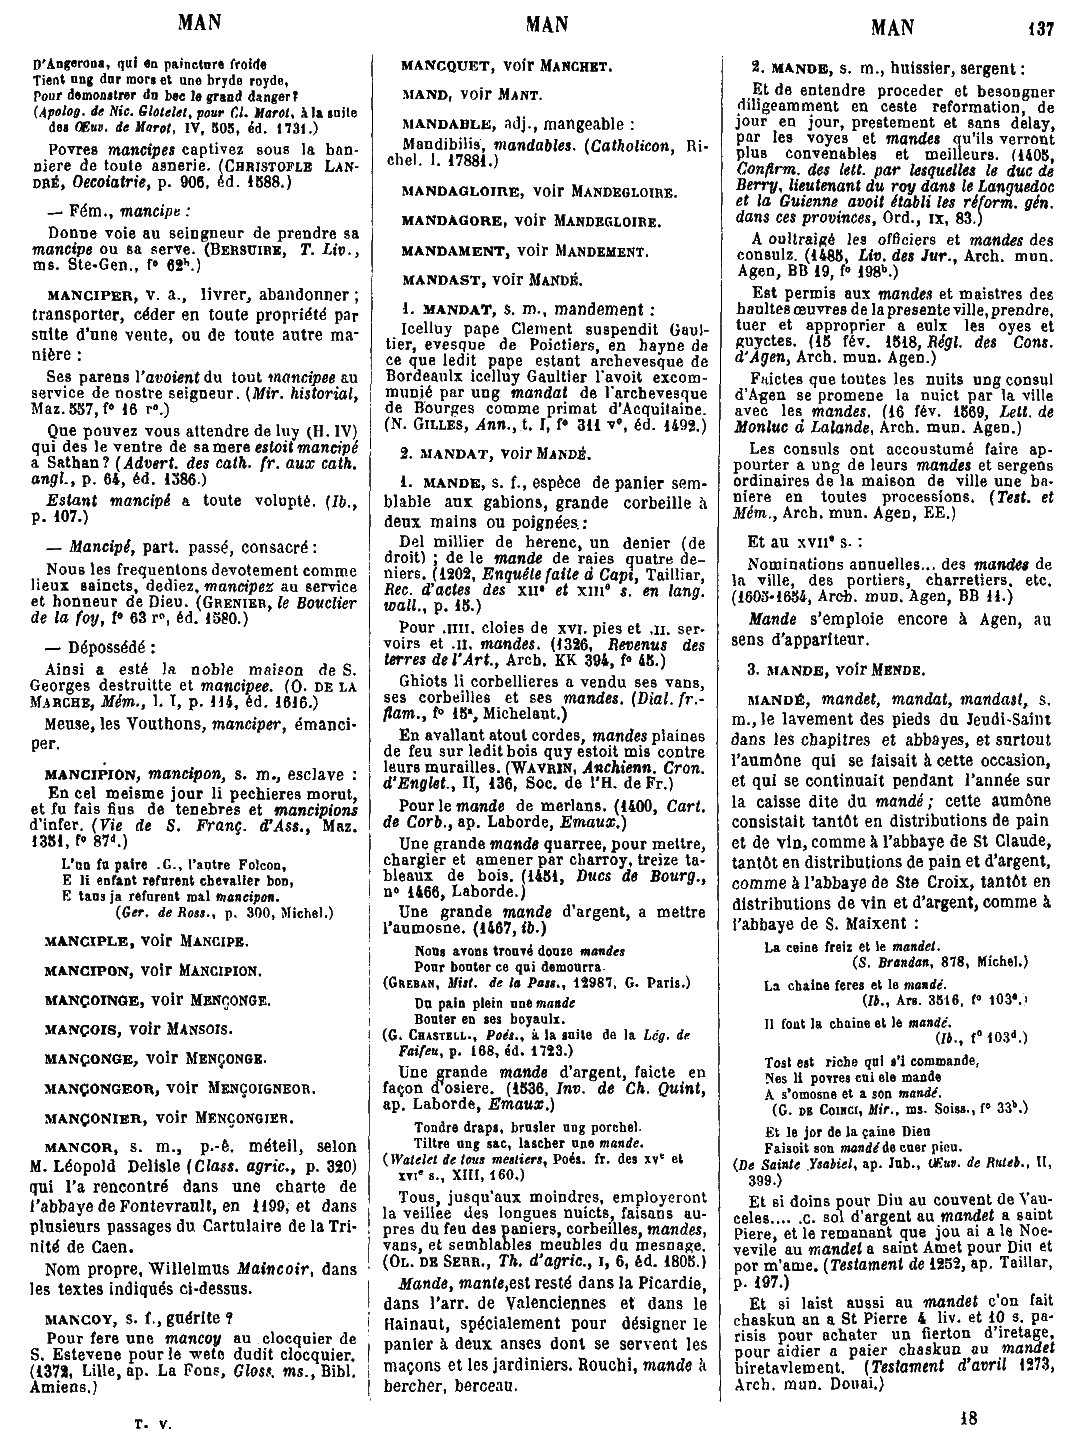 MAN
MAN
MAN
137
D'Angerona, qui en paincture froide
Tient ung dur mors et une bryde royde,
Pour demonstrer du bec le grand danger?
(Apolog. de Nic. Glotelet, pour Cl. Marot, à la suite
des Œuv. de Marot, IV, 505, éd. 1731.)
Povres mancipes captivez sous la ban-
niere de toute asnerie. (CHRISTOFLE LAN-
DRÉ, Oecoiatrie, p. 906, éd. 1588.)
— Fém., mancipe :
Donne voie au seingneur de prendre sa
mancipe ou sa serve. (BERSUIRE, T. Liv.,
ms. Ste-Gen., f° 62ᵇ.)
MANCIPER, v. a., livrer, abandonner ;
transporter, céder en toute propriété par
suite d'une vente, ou de toute autre ma-
nière :
Ses parens l'avoient du tout mancipee au
service de nostre seigneur. (Mir. historial,
Maz. 557, f° 16 r°.)
Que pouvez vous attendre de luy (H. IV)
qui des le ventre de sa mere estoit mancipé
a Sathan ? (Advert. des cath. fr. aux cath.
angl., p. 64, éd. 1586.)
Estant mancipé a toute volupté. (Ib.,
p. 107.)
— Mancipé, part. passé, consacré :
Nous les frequentons devotement comme
lieux saincts, dediez, mancipez au service
et honneur de Dieu. (GRENIER, le Bouclier
de la foy, f° 63 r°, éd. 1580.)
— Dépossédé :
Ainsi a esté la noble maison de S.
Georges destruitte et mancipee. (O. DE LA
MARCHE, Mém., l. I, p. 114, éd. 1616.)
Meuse, les Vouthons, manciper, émanci-
per.
MANCIPION, mancipon, s. m., esclave :
En cel meisme jour li pechieres morut,
et fu fais fius de tenebres et mancipions
d'infer. (Vie de S. Franç. d'Ass., Maz.
1351, f° 87ᵈ.)
L'un fu paire .G., l'autre Folcon,
E li enfant refurent chevalier bon,
E tans ja refurent mal mancipon.
(Ger. de Ross., p. 300, Michel.)
MANCIPLE, voir MANCIPE.
MANCIPON, voir MANCIPION.
MANÇOINGE, voir MENÇONGE.
MANÇOIS, voir MANSOIS.
MANÇONGE, voir MENÇONGE.
MANÇONGEOR, voir MENÇOIGNEOR.
MANÇONIER, voir MENÇONGIER.
MANCOR, s. m., p.-ê. méteil, selon
M. Léopold Delisle (Class. agric., p. 320)
qui l'a rencontré dans une charte de
l'abbaye de Fontevrault, en 1199, et dans
plusieurs passages du Cartulaire de la Tri-
nité de Caen.
Nom propre, Willelmus Maincoir, dans
les textes indiqués ci-dessus.
MANCOY, s. f., guérite ?
Pour fere une mancoy au clocquier de
S. Estevene pour le wete dudit clocquier.
(1372, Lille, ap. La Fons, Gloss. ms., Bibl.
Amiens.)
T. V.
MANCQUET, voir MANCHET.
MAND, voir MANT.
MANDABLE, adj., mangeable :
Mandibilis, mandables. (Catholicon, Ri-
chel. l. 17881.)
MANDAGLOIRE, voir MANDEGLOIRE.
MANDAGORE, voir MANDEGLOIRE.
MANDAMENT, voir MANDEMENT.
MANDAST, voir MANDÉ.
1. MANDAT, s. m., mandement :
Icelluy pape Clement suspendit Gaul-
tier, evesque de Poictiers, en hayne de
ce que ledit pape estant archevesque de
Bordeaulx icelluy Gaultier l'avoit excom-
munié par ung mandat de l'archevesque
de Bourges comme primat d'Acquitaine.
(N. GILLES, Ann., t. I, f° 311 v°, éd. 1492.)
2. MANDAT, voir MANDÉ.
1. MANDE, s. f., espèce de panier sem-
blable aux gabions, grande corbeille à
deux mains ou poignées :
Del millier de herenc, un denier (de
droit) ; de le mande de raies quatre de-
niers. (1202, Enquête faite à Capi, Tailliar,
Rec. d'actes des XIIᵉ et XIIIᵉ s. en lang.
wall., p. 15.)
Pour .IIII. cloies de XVI. pies et .II. ser-
voirs et .II. mandes. (1326, Revenus des
terres de l'Art., Arch. KK 394, f° 45.)
Ghiots li corbellieres a vendu ses vans,
ses corbeilles et ses mandes. (Dial. fr.-
flam., f° 15ᵃ, Michelant.)
En avallant atout cordes, mandes plaines
de feu sur ledit bois quy estoit mis contre
leurs murailles. (WAVRIN, Anchienn. Cron.
d'Englet., II, 136, Soc. de l'H. de Fr.)
Pour le mande de merlans. (1400, Cart.
de Corb., ap. Laborde, Emaux.)
Une grande mande quarree, pour mettre,
chargier et amener par charroy, treize ta-
bleaux de bois. (1451, Ducs de Bourg.,
n° 1466, Laborde.)
Une grande mande d'argent, a mettre
l'aumosne. (1467, ib.)
Nous avons trouvé douze mandes
Pour bouter ce qui demourra.
(GREBAN, Mist. de la Pass., 12987, G. Paris.)
Du pain plein une mande
Bouter en ses boyaulx.
(G. CHASTELL., Poés., à la suite de la Lég. de
Faifeu, p. 168, éd. 1723.)
Une grande mande d'argent, faicte en
façon d'osiere. (1536, Inv. de Ch. Quint,
ap. Laborde, Emaux.)
Tondre draps, brusler ung porchel.
Tiltre ung sac, lascher une mande.
(Watelet de tous mestiers, Poés. fr. des XVᵉ et
XVIᵉ s., XIII, 160.)
Tous, jusqu'aux moindres, employeront
la veillee des longues nuicts, faisans au-
pres du feu des paniers, corbeilles, mandes,
vans, et semblables meubles du mesnage.
(OL. DE SERR., Th. d'agric., I, 6, éd. 1805.)
Mande, mante, est resté dans la Picardie,
dans l'arr. de Valenciennes et dans le
Hainaut, spécialement pour désigner le
panier à deux anses dont se servent les
maçons et les jardiniers. Rouchi, mande à
bercher, berceau.
2. MANDE, s. m., huissier, sergent :
Et de entendre proceder et besongner
diligeamment en ceste reformation, de
jour en jour, prestement et sans delay,
par les voyes et mandes qu'ils verront
plus convenables et meilleurs. (1405,
Confirm. des lett. par lesquelles le duc de
Berry, lieutenant du roy dans le Languedoc
et la Guienne avoit établi les réform. gén.
dans ces provinces, Ord., IX, 83.)
A oultraigé les officiers et mandes des
consulz. (1485, Liv. des Jur., Arch. mun.
Agen, BB 19, f° 198ᵇ.)
Est permis aux mandes et maistres des
haultes œuvres de la presente ville, prendre,
tuer et approprier a eulx les oyes et
guyctes. (15 fév. 1518, Régl. des Cons.
d'Agen, Arch. mun. Agen.)
Faictes que toutes les nuits ung consul
d'Agen se promene la nuict par la ville
avec les mandes. (16 fév. 1569, Lett. de
Monluc à Lalande, Arch. mun. Agen.)
Les consuls ont accoustumé faire ap-
pourter a ung de leurs mandes et sergens
ordinaires de la maison de ville une ba-
niere en toutes processions. (Test. et
Mém., Arch. mun. Agen, EE.)
Et au XVIIᵉ s. :
Nominations annuelles... des mandes de
la ville, des portiers, charretiers, etc.
(1605-1654, Arch. mun. Agen, BB 11.)
Mande s'emploie encore à Agen, au
sens d'appariteur.
3. MANDE, voir MENDE.
MANDÉ, mandet, mandat, mandast, s.
m., le lavement des pieds du Jeudi-Saint
dans les chapitres et abbayes, et surtout
l'aumône qui se faisait à cette occasion,
et qui se continuait pendant l'année sur
la caisse dite du mandé ; cette aumône
consistait tantôt en distributions de pain
et de vin, comme à l'abbaye de St Claude,
tantôt en distributions de pain et d'argent,
comme à l'abbaye de Ste Croix, tantôt en
distributions de vin et d'argent, comme à
l'abbaye de S. Maixent :
La ceine freiz et le mandet.
(S. Brandan, 878, Michel.)
La chaine feres et le mandé.
(Ib., Ars. 3516, f° 103ᵉ.)
Il font la chaine et le mandé.
(Ib., f° 103ᵈ.)
Tost est riche qui s'i commande,
Nes li povres cui ele mande
A s'omosne et a son mandé.
(G. DE COINCI, Mir., ms. Soiss., f° 33ᵇ.)
Et le jor de la çaine Dieu
Faisoit son mandé de cuer pieu.
(De Sainte Ysabiel, ap. Jub., Œuv. de Ruteb., II,
399.)
Et si doins pour Diu au couvent de Vau-
celes.... .c. sol d'argent au mandet a saint
Piere, et le remanant que jou ai a le Noe-
vevile au mandet a saint Amet pour Diu et
por m'ame. (Testament de 1252, ap. Taillar,
p. 197.)
Et si laist aussi au mandet c'on fait
chaskun an a St Pierre 4 liv. et 10 s. pa-
risis pour achater un fierton d'iretage,
pour aidier a paier chaskun au mandet
hiretavlement. (Testament d'avril 1273,
Arch. mun. Douai.)
18